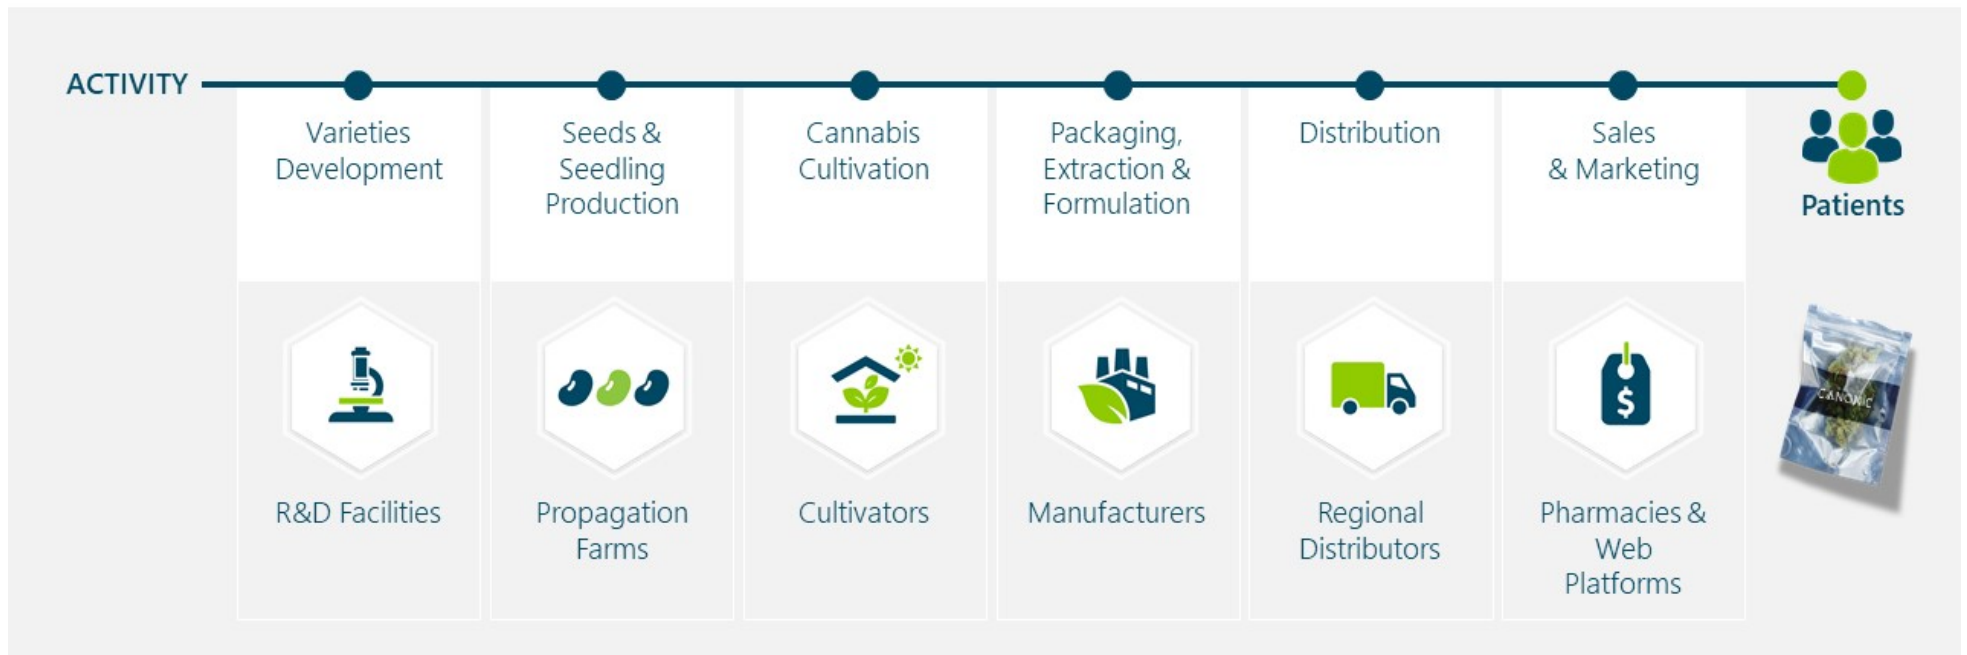 ACTIVITY
Varieties
Development
Seeds &
Seedling
Production
Cannabis
Cultivation
Packaging,
Extraction &
Formulation
Distribution
Sales
& Marketing
Patients
R&D Facilities
Propagation
Farms
Cultivators
Manufacturers
Regional
Distributors
$
Pharmacies &
Web
Platforms
CANONIC